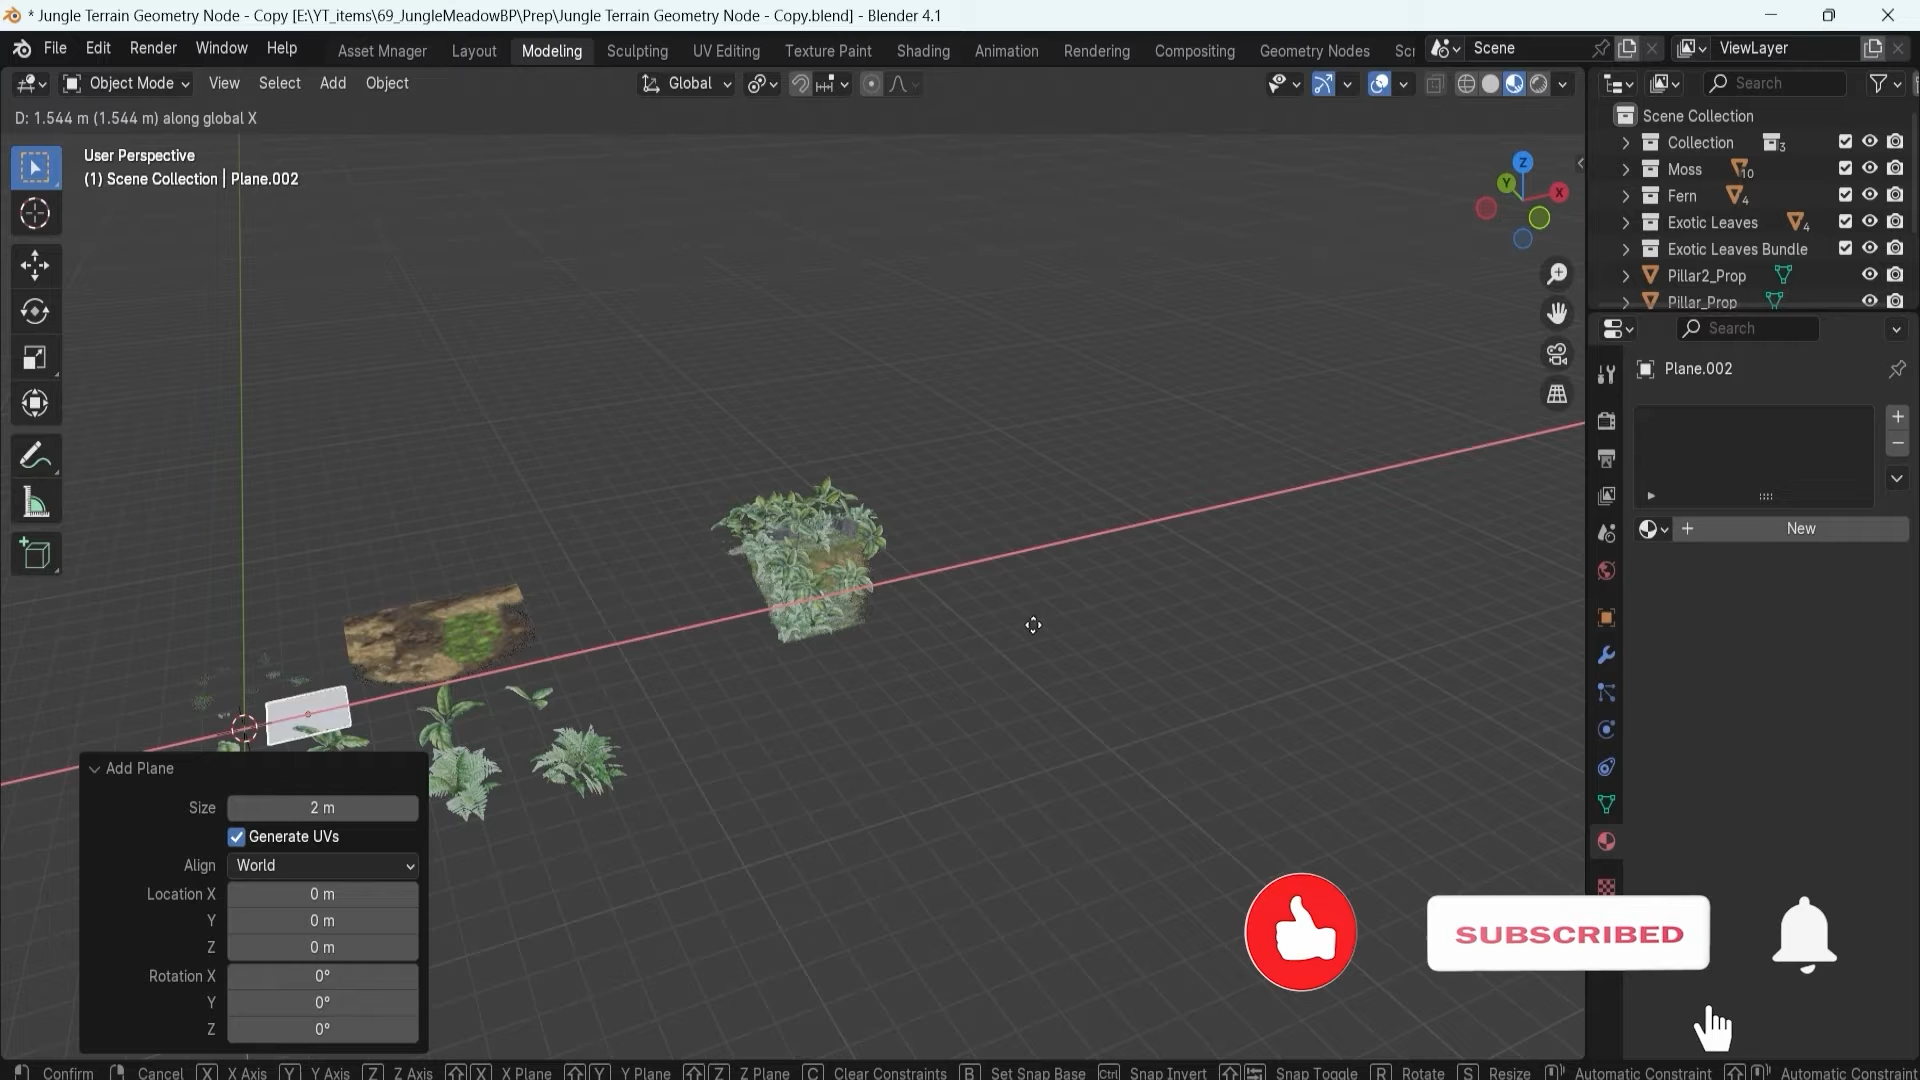 * Jungle Terrain Geometry Node - Copy [E:\YT_items\69_JungleMeadowBP\Prep\Jungle Terrain Geometry Node - Copy.blend] - Blender 4.1
File Edit Render Window Help Asset Mnager Layout Modeling Sculpting UV Editing Texture Paint Shading Animation Rendering Compositing Geometry Nodes Scr Scene ViewLayer
Object Mode View Select Add Object Global Search
D: 1.544 m (1.544 m) along global X
User Perspective
(1) Scene Collection | Plane.002
Z
Y
X
Scene Collection
Collection 3
Moss 10
Fern 4
Exotic Leaves 4
Exotic Leaves Bundle
Pillar2_Prop
Pillar_Prop
Search
Plane.002
New
Add Plane
Size 2 m
Generate UVs
Align World
Location X 0 m
Y 0 m
Z 0 m
Rotation X 0°
Y 0°
Z 0°
SUBSCRIBED
Confirm Cancel X X Axis Y Y Axis Z Z Axis X X Plane Y Y Plane Z Z Plane C Clear Constraints B Set Snap Base Ctrl Snap Invert Snap Toggle R Rotate S Resize Automatic Constraint Automatic Constraint